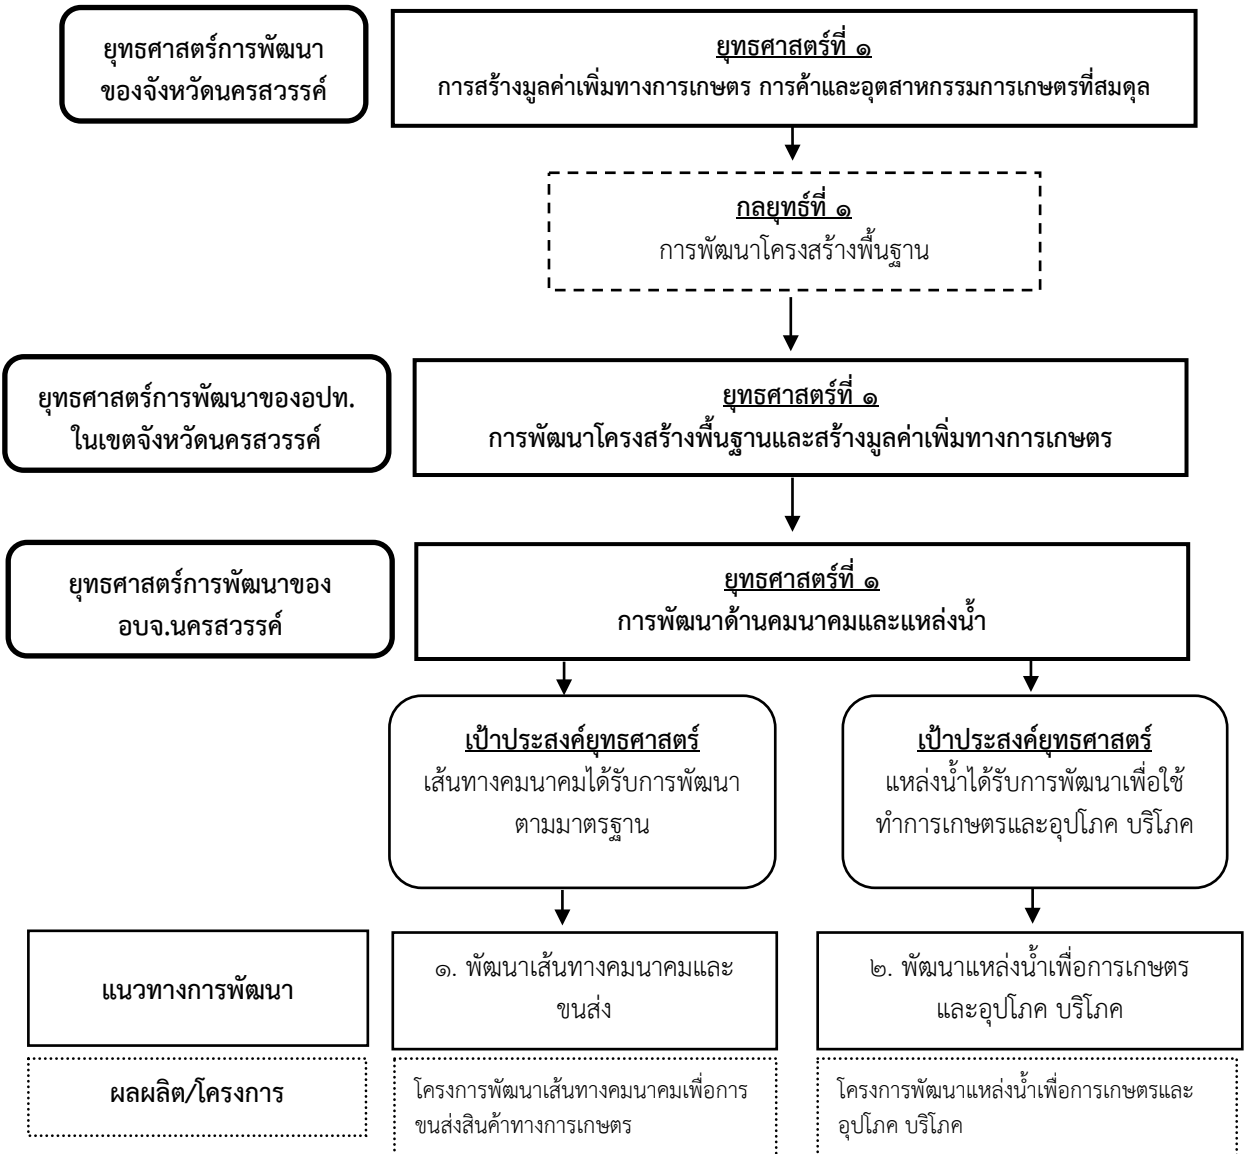 ยุทธศาสตร์การพัฒนา
ของจังหวัดนครสวรรค์
ยุทธศาสตร์ที่ ๑
การสร้างมูลค่าเพิ่มทางการเกษตร การค้าและอุตสาหกรรมการเกษตรที่สมดุล
กลยุทธ์ที่ ๑
การพัฒนาโครงสร้างพื้นฐาน
ยุทธศาสตร์การพัฒนาของอปท.
ในเขตจังหวัดนครสวรรค์
ยุทธศาสตร์ที่ ๑
การพัฒนาโครงสร้างพื้นฐานและสร้างมูลค่าเพิ่มทางการเกษตร
ยุทธศาสตร์การพัฒนาของ
อบจ.นครสวรรค์
ยุทธศาสตร์ที่ ๑
การพัฒนาด้านคมนาคมและแหล่งน้ำ
เป้าประสงค์ยุทธศาสตร์
เส้นทางคมนาคมได้รับการพัฒนา
ตามมาตรฐาน
เป้าประสงค์ยุทธศาสตร์
แหล่งน้ำได้รับการพัฒนาเพื่อใช้
ทำการเกษตรและอุปโภค บริโภค
แนวทางการพัฒนา
๑. พัฒนาเส้นทางคมนาคมและ
ขนส่ง
๒. พัฒนาแหล่งน้ำเพื่อการเกษตร
และอุปโภค บริโภค
ผลผลิต/โครงการ
โครงการพัฒนาเส้นทางคมนาคมเพื่อการ
ขนส่งสินค้าทางการเกษตร
โครงการพัฒนาแหล่งน้ำเพื่อการเกษตรและ
อุปโภค บริโภค